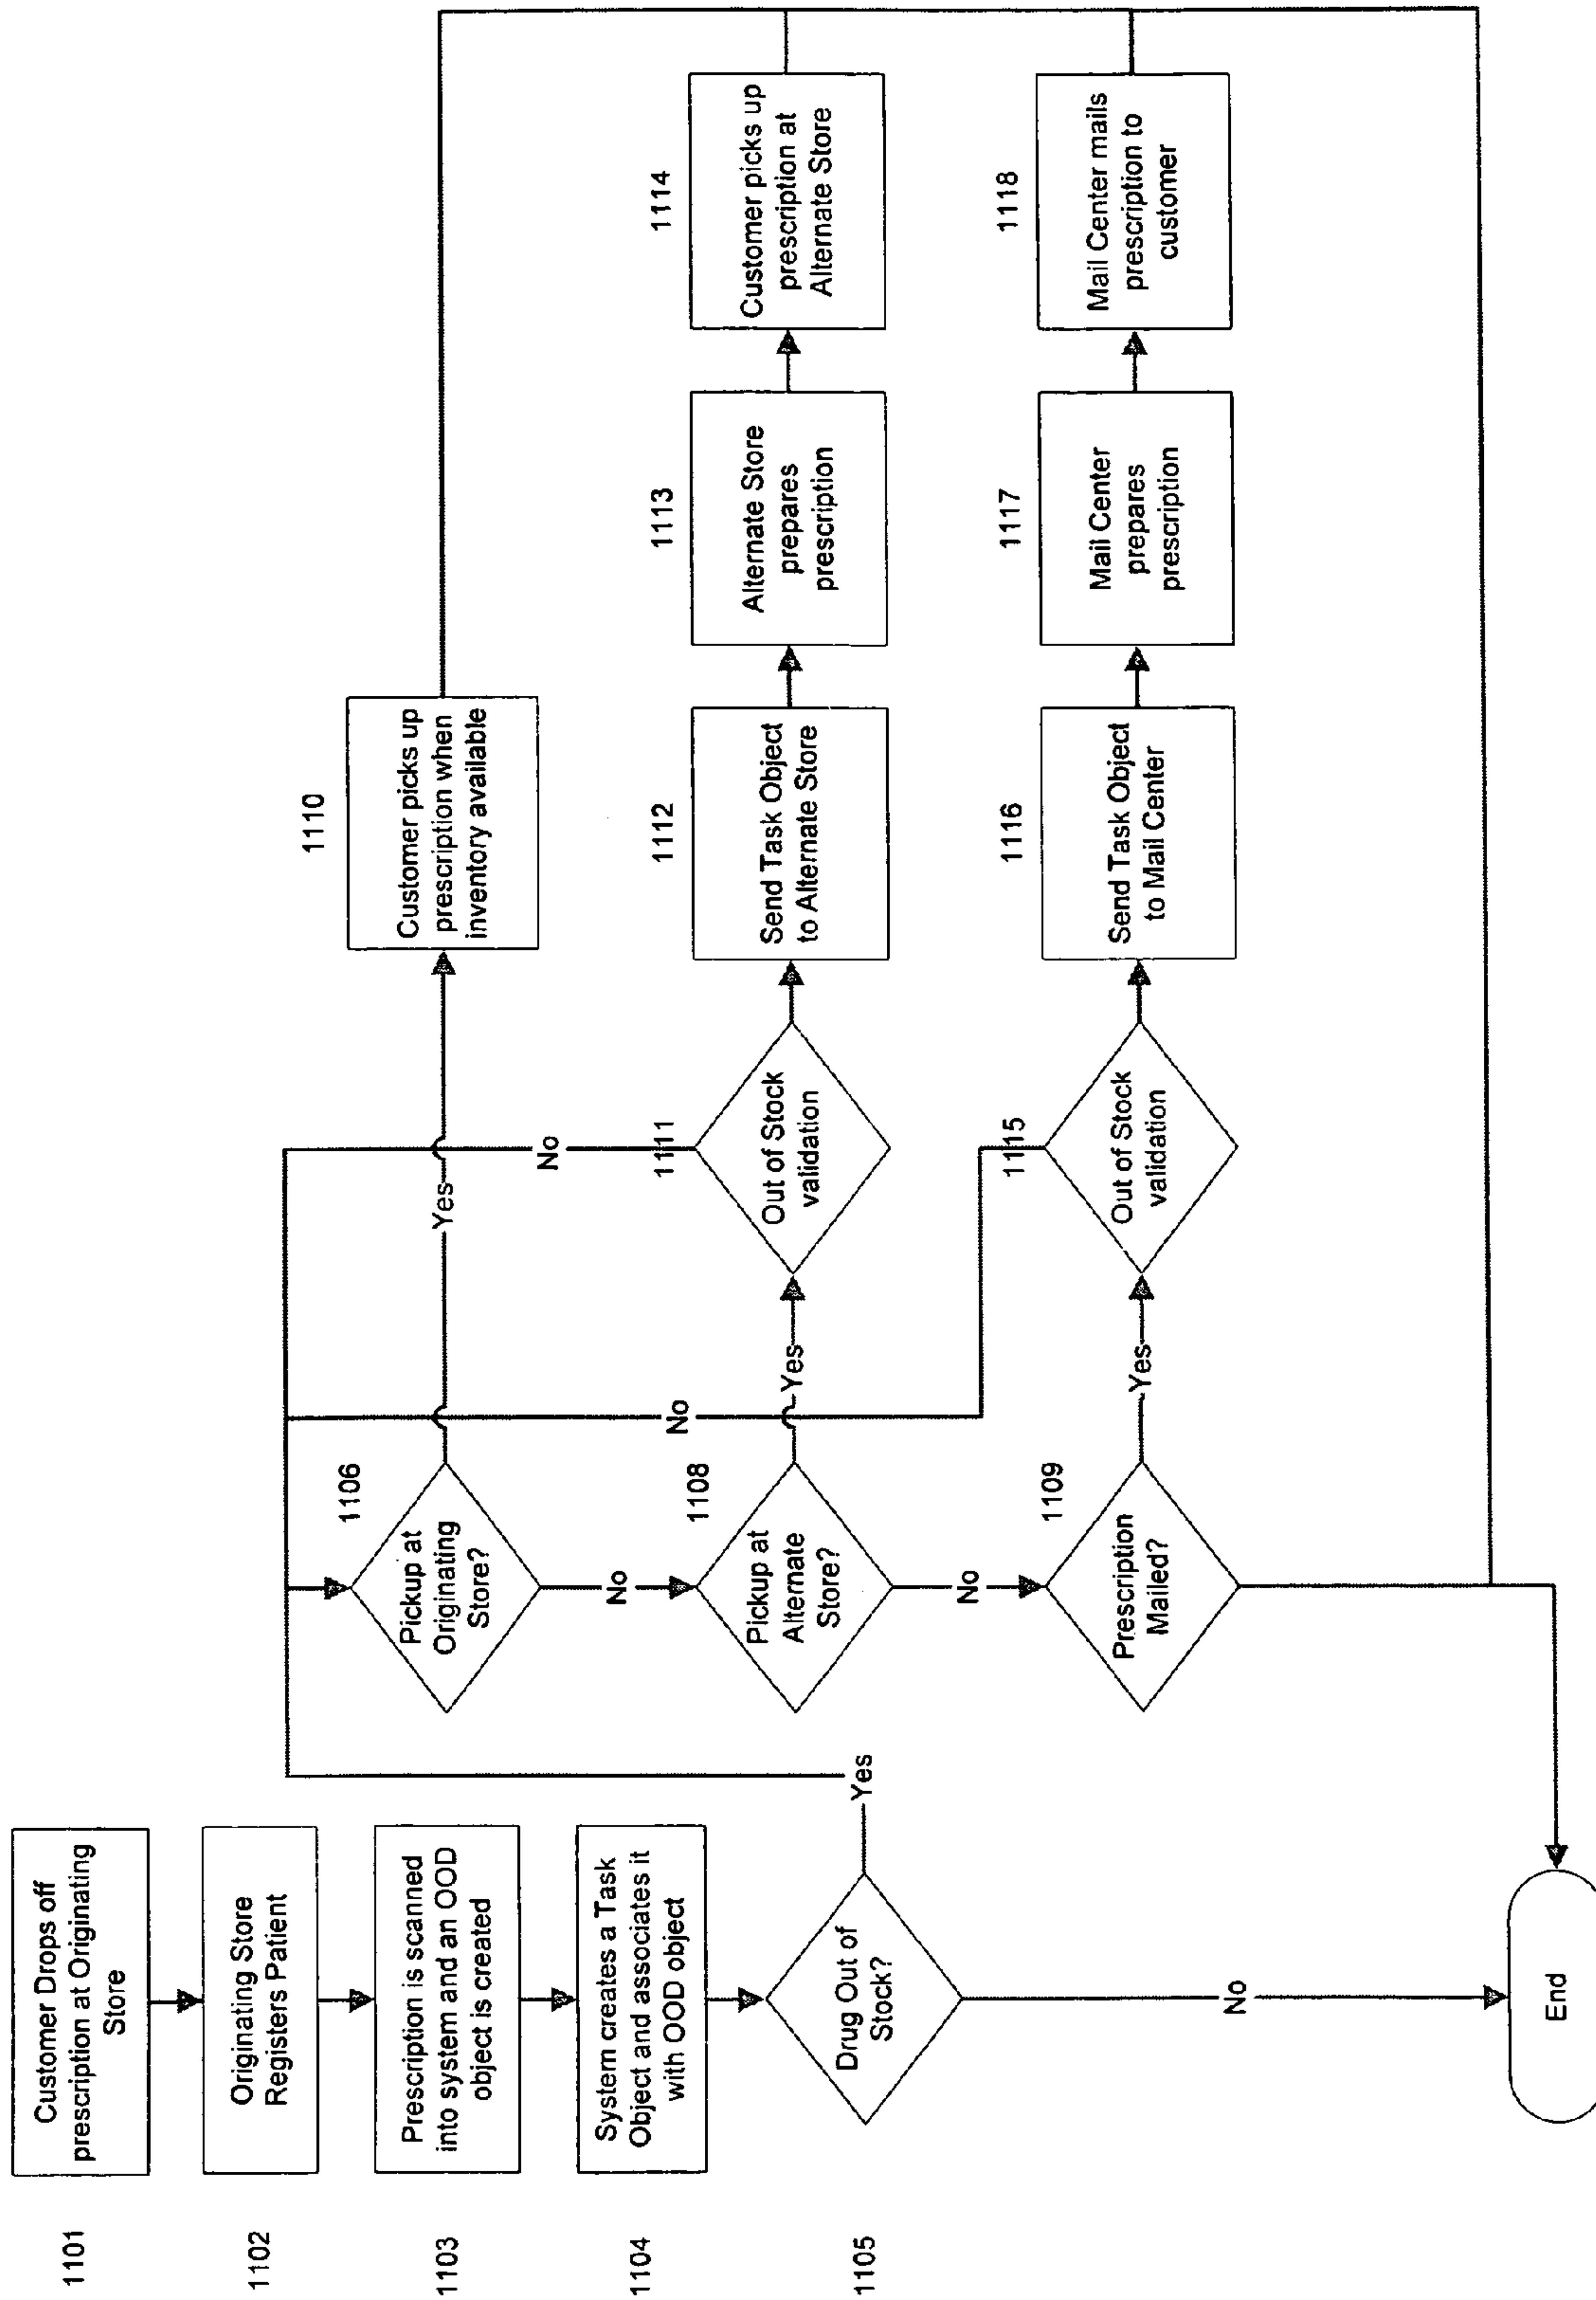 1101
Customer Drops off
prescription at Originating
Store
1102
Originating Store
Registers Patient
1103
Prescription is scanned
into system and an OOD
object is created
1104
System creates a Task
Object and associates it
with OOD object
1105
Drug Out of
Stock?
Yes
No
End
1106
Pickup at
Originating
Store?
Yes
No
1110
Customer picks up
prescription when
inventory available
1108
Pickup at
Alternate
Store?
Yes
No
1111
Out of Stock
validation
No
1112
Send Task Object
to Alternate Store
1113
Alternate Store
prepares
prescription
1114
Customer picks up
prescription at
Alternate Store
1109
Prescription
Mailed?
Yes
1115
Out of Stock
validation
No
1116
Send Task Object
to Mail Center
1117
Mail Center
prepares
prescription
1118
Mail Center mails
prescription to
customer